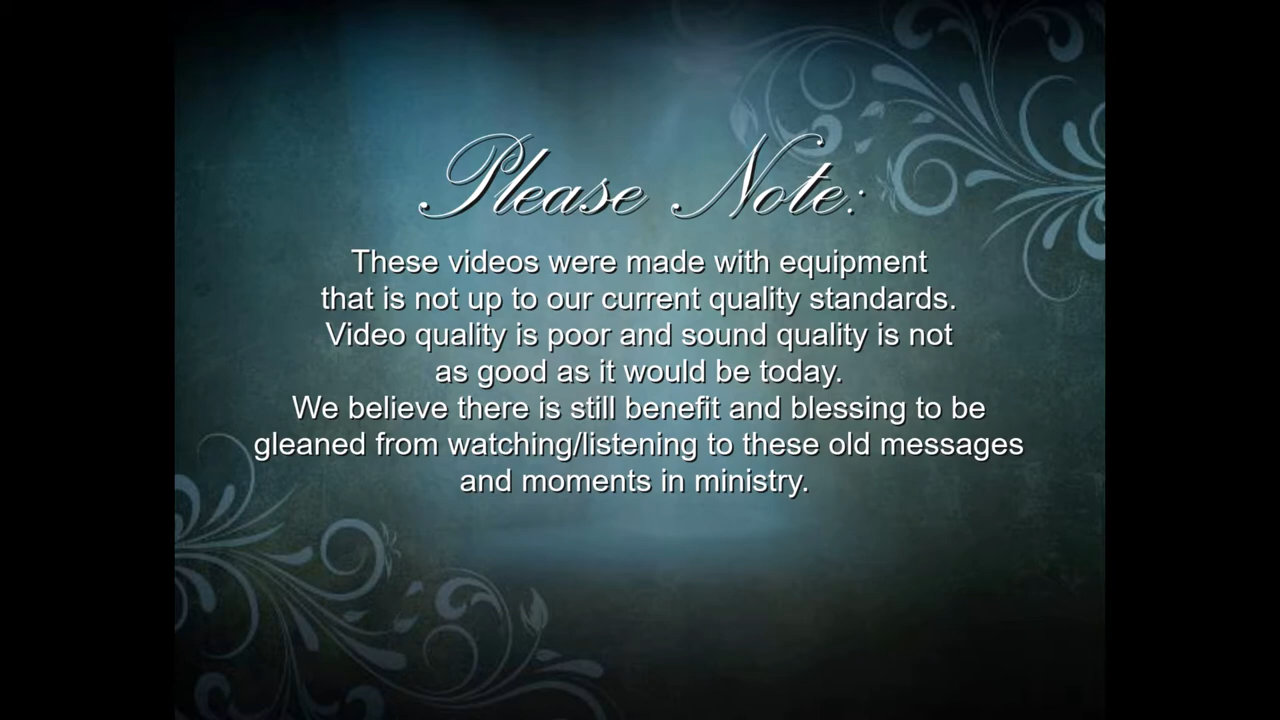 Please Note:
These videos were made with equipment
that is not up to our current quality standards.
Video quality is poor and sound quality is not
as good as it would be today.
We believe there is still benefit and blessing to be
gleaned from watching/listening to these old messages
and moments in ministry.